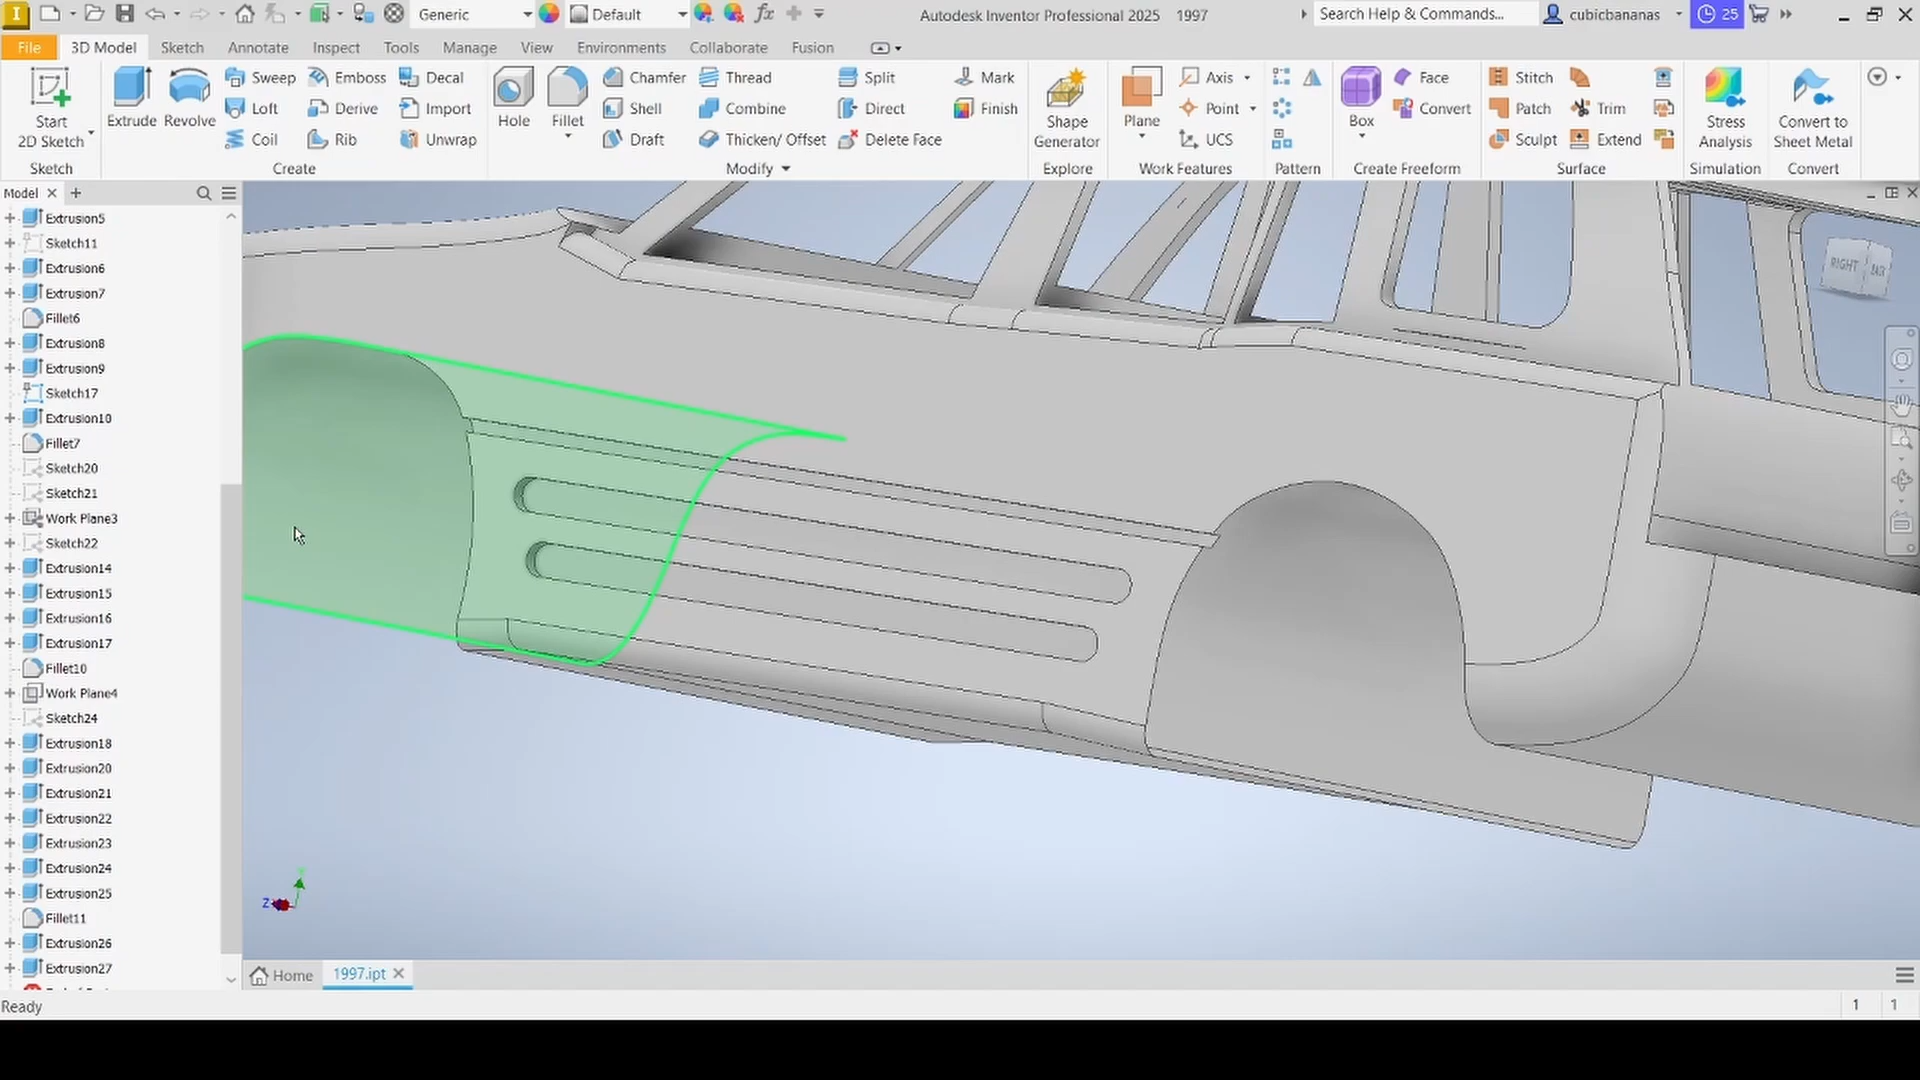 Generic
Default
fx
Autodesk Inventor Professional 2025 1997
Search Help & Commands...
cubicbananas
25
File
3D Model
Sketch
Annotate
Inspect
Tools
Manage
View
Environments
Collaborate
Fusion
Start
2D Sketch
Extrude
Revolve
Sweep
Loft
Coil
Emboss
Derive
Rib
Decal
Import
Unwrap
Hole
Fillet
Chamfer
Shell
Draft
Thread
Combine
Thicken/ Offset
Split
Direct
Delete Face
Mark
Finish
Shape
Generator
Plane
Axis
Point
UCS
Box
Face
Convert
Stitch
Patch
Sculpt
Trim
Extend
Stress
Analysis
Convert to
Sheet Metal
Sketch
Create
Modify
Explore
Work Features
Pattern
Create Freeform
Surface
Simulation
Convert
Model
Extrusion5
Sketch11
Extrusion6
Extrusion7
Fillet6
Extrusion8
Extrusion9
Sketch17
Extrusion10
Fillet7
Sketch20
Sketch21
Work Plane3
Sketch22
Extrusion14
Extrusion15
Extrusion16
Extrusion17
Fillet10
Work Plane4
Sketch24
Extrusion18
Extrusion20
Extrusion21
Extrusion22
Extrusion23
Extrusion24
Extrusion25
Fillet11
Extrusion26
Extrusion27
RIGHT
Z
Home
1997.ipt
Ready
1 1